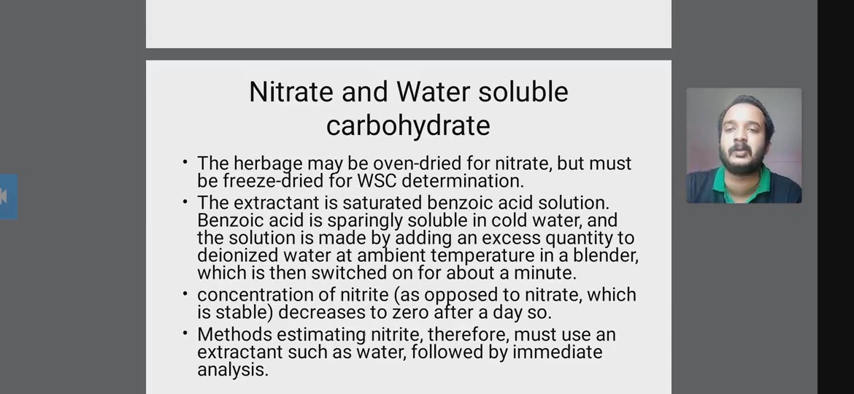 Nitrate and Water soluble
carbohydrate
• The herbage may be oven-dried for nitrate, but must
be freeze-dried for WSC determination.
• The extractant is saturated benzoic acid solution.
Benzoic acid is sparingly soluble in cold water, and
the solution is made by adding an excess quantity to
deionized water at ambient temperature in a blender,
which is then switched on for about a minute.
• concentration of nitrite (as opposed to nitrate, which
is stable) decreases to zero after a day so.
• Methods estimating nitrite, therefore, must use an
extractant such as water, followed by immediate
analysis.